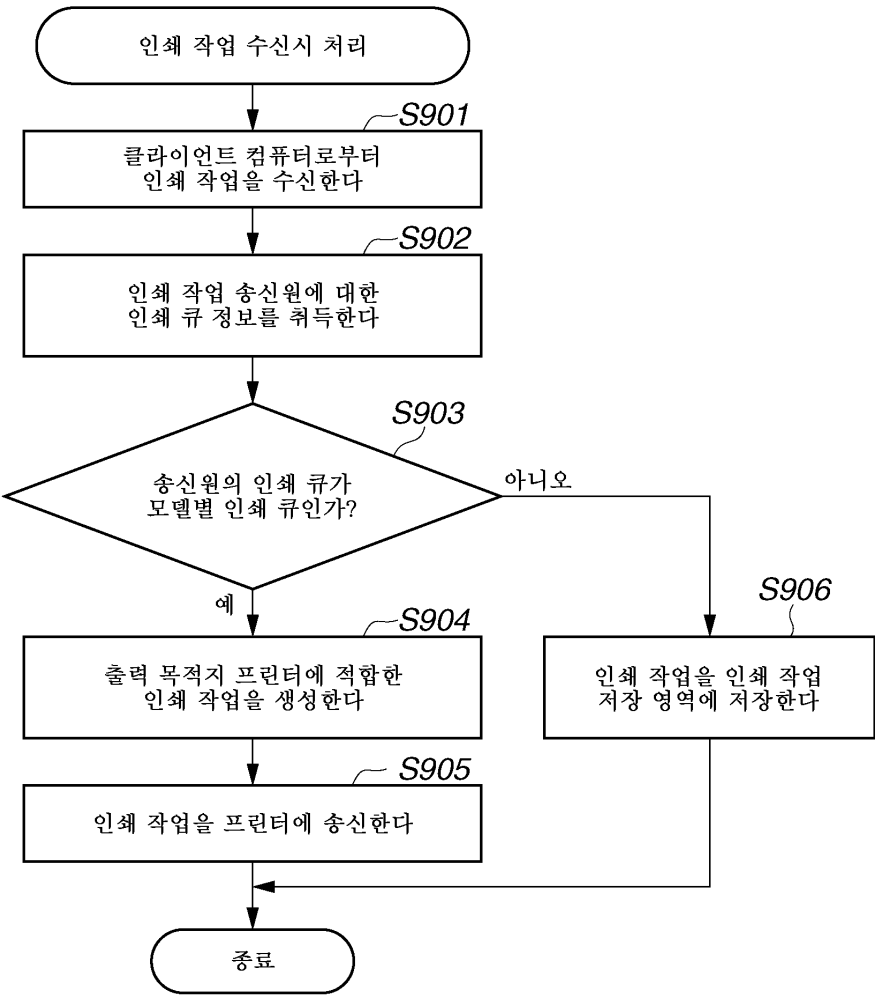 인쇄 작업 수신시 처리
S901
클라이언트 컴퓨터로부터
인쇄 작업을 수신한다
S902
인쇄 작업 송신원에 대한
인쇄 큐 정보를 취득한다
S903
송신원의 인쇄 큐가
모델별 인쇄 큐인가?
아니오
예
S904
출력 목적지 프린터에 적합한
인쇄 작업을 생성한다
S906
인쇄 작업을 인쇄 작업
저장 영역에 저장한다
S905
인쇄 작업을 프린터에 송신한다
종료